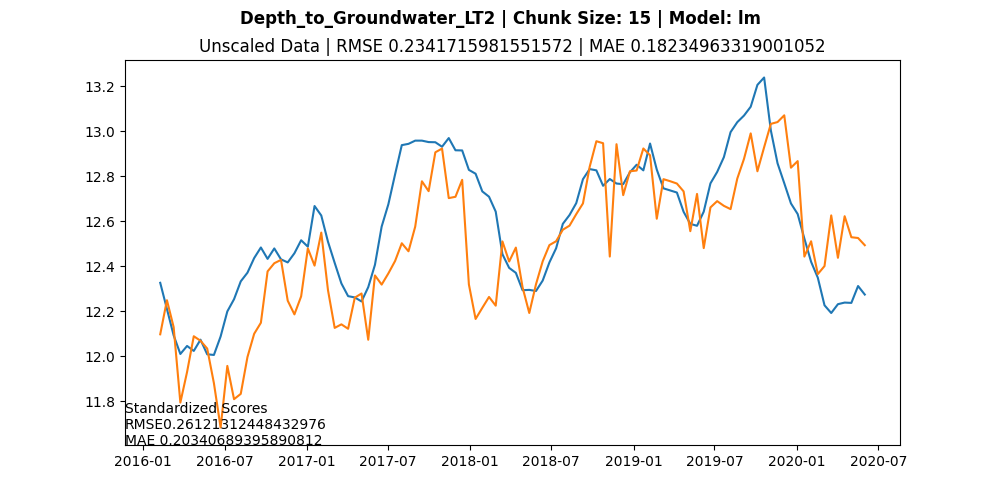 Depth_to_Groundwater_LT2 | Chunk Size: 15 | Model: lm
Unscaled Data | RMSE 0.2341715981551572 | MAE 0.18234963319001052
13.2
13.0
12.8
12.6
12.4
12.2
12.0
11.8
Standardized Scores
RMSE0.26121312448432976
MAE 0.20340689395890812
2016-01 2016-07 2017-01 2017-07 2018-01 2018-07 2019-01 2019-07 2020-01 2020-07